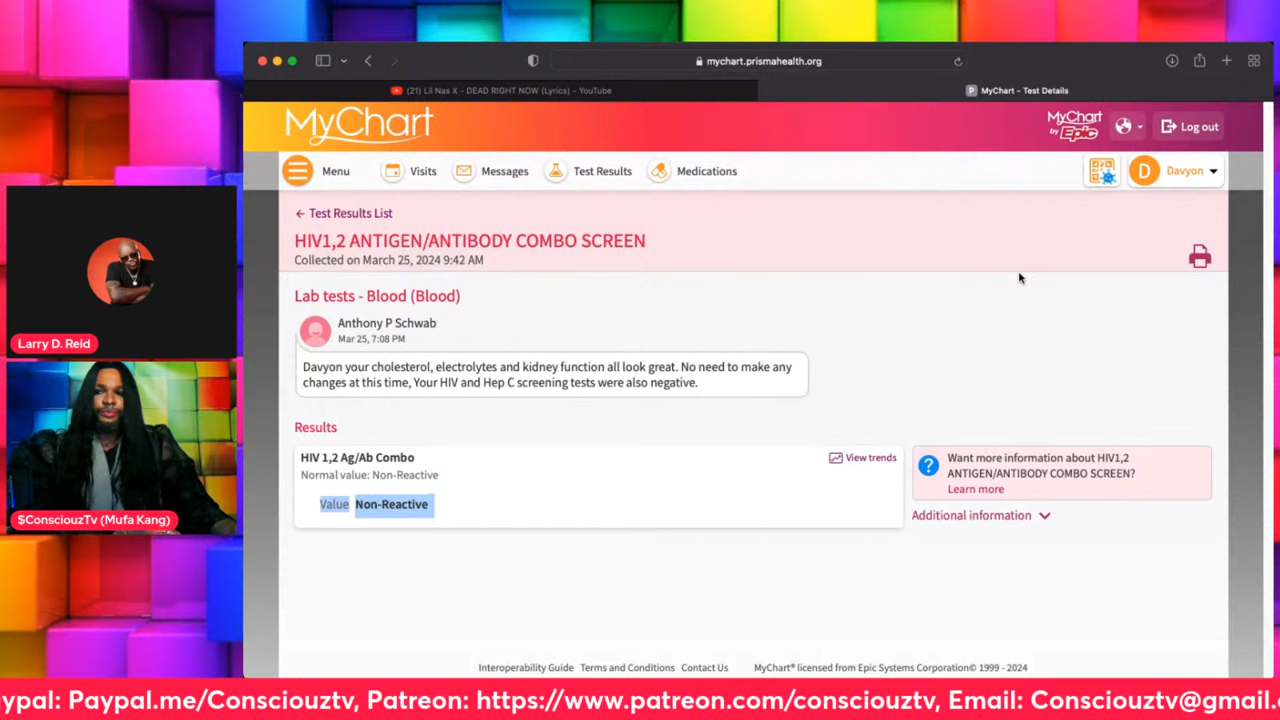 mychart.prismahealth.org
(21) Lil Nas X - DEAD RIGHT NOW (Lyrics) - YouTube
P MyChart - Test Details
MyChart
MyChart
by Epic
Log out
Menu
Visits
Messages
Test Results
Medications
D Davyon
← Test Results List
HIV1,2 ANTIGEN/ANTIBODY COMBO SCREEN
Collected on March 25, 2024 9:42 AM
Lab tests - Blood (Blood)
Anthony P Schwab
Mar 25, 7:08 PM
Davyon your cholesterol, electrolytes and kidney function all look great. No need to make any
changes at this time, Your HIV and Hep C screening tests were also negative.
Results
HIV 1,2 Ag/Ab Combo
View trends
Normal value: Non-Reactive
Value Non-Reactive
? Want more information about HIV1,2
ANTIGEN/ANTIBODY COMBO SCREEN?
Learn more
Additional information
Interoperability Guide Terms and Conditions Contact Us MyChart® licensed from Epic Systems Corporation© 1999 - 2024
Larry D. Reid
$ConsciouzTv (Mufa Kang)
aypal: Paypal.me/Consciouztv, Patreon: https://www.patreon.com/consciouztv, Email: Consciouztv@gmail.